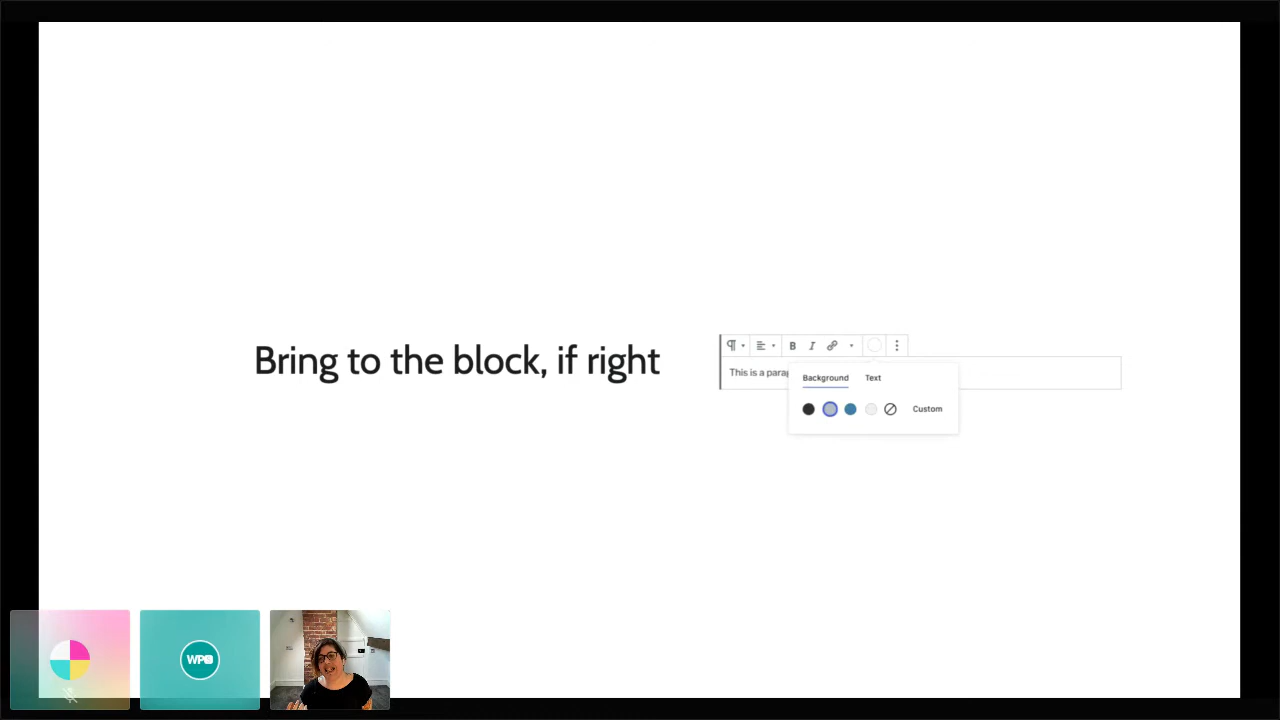 Bring to the block, if right
B I
This is a parag
Background Text
Custom
WP